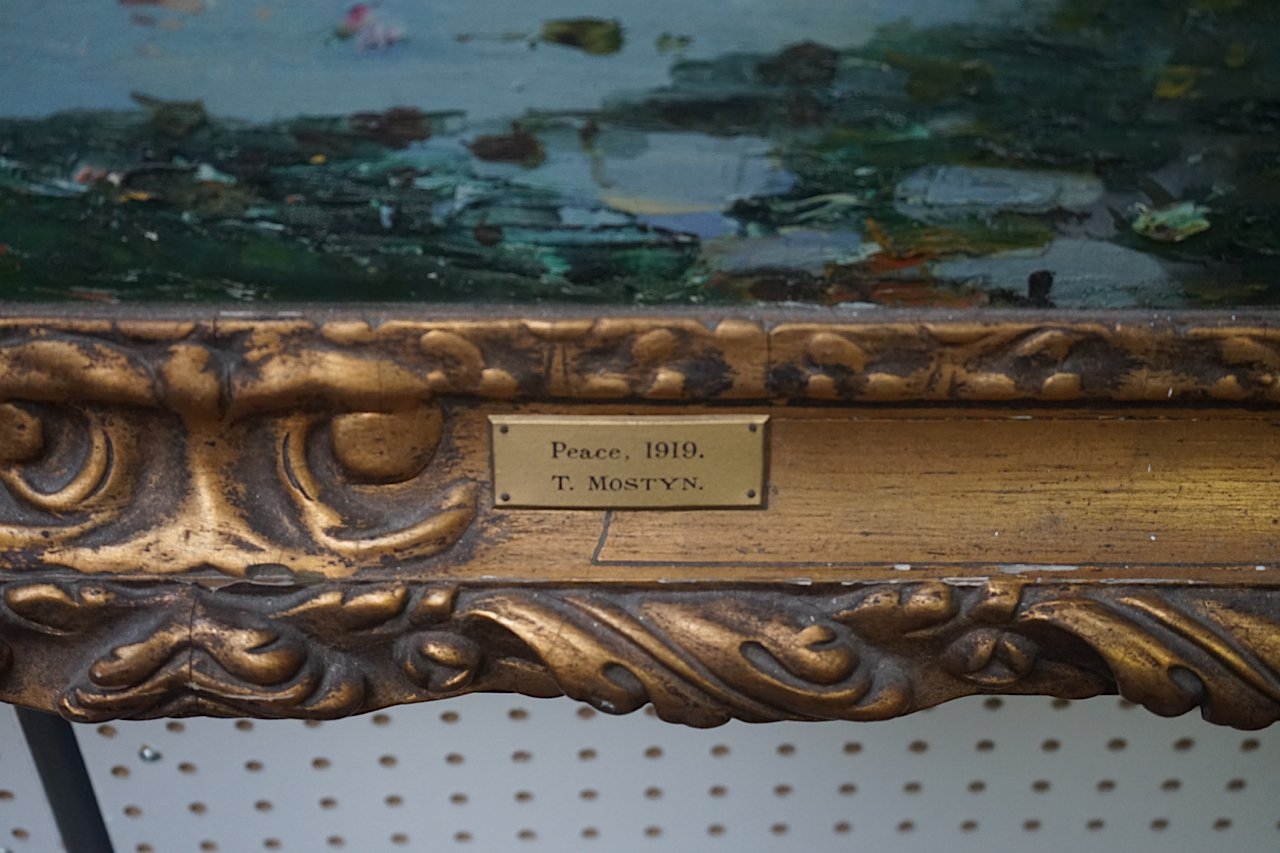 Peace, 1919.
T. MOSTYN.